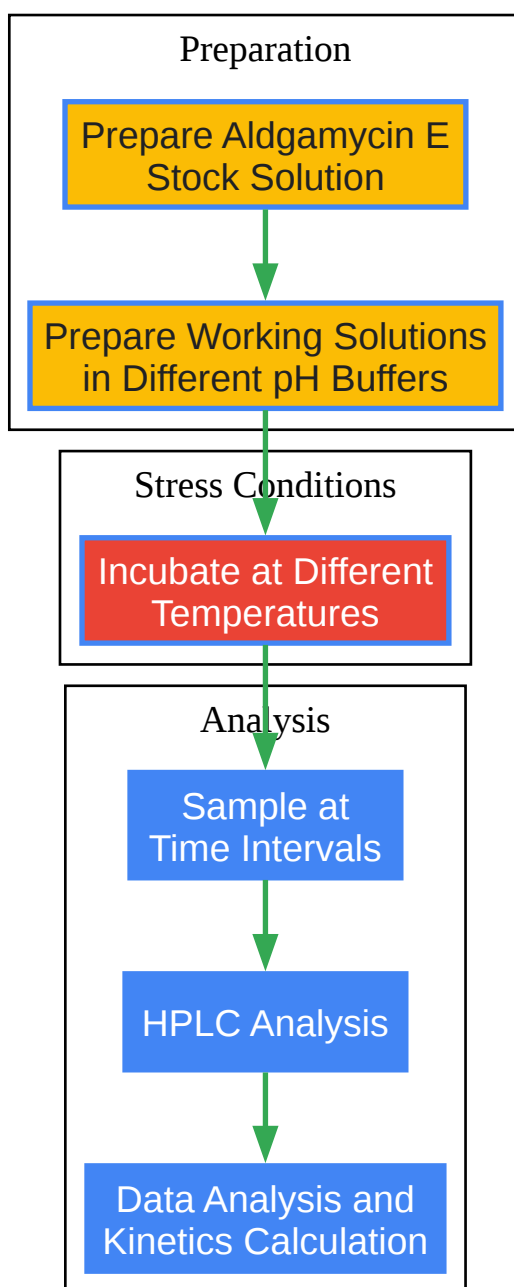 Preparation
Prepare Aldgamycin E
Stock Solution
Prepare Working Solutions
in Different pH Buffers
Stress Conditions
Incubate at Different
Temperatures
Analysis
Sample at
Time Intervals
HPLC Analysis
Data Analysis and
Kinetics Calculation